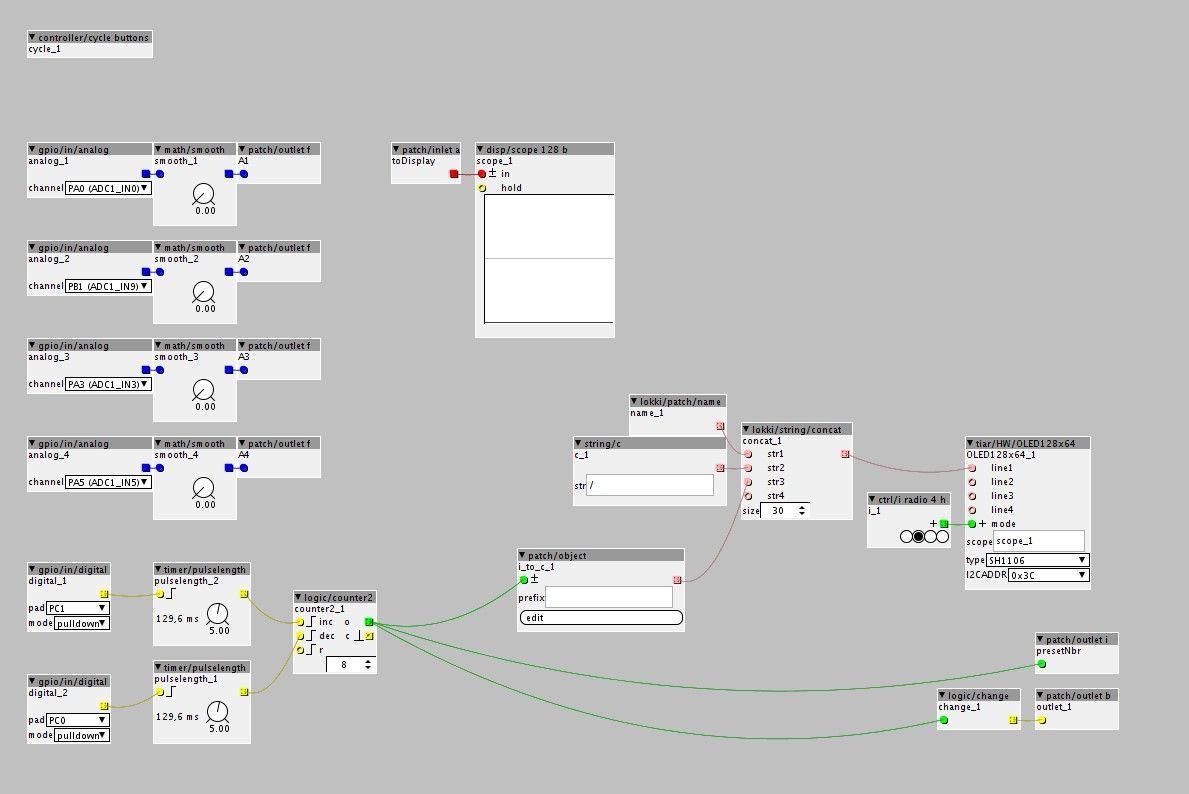 controller/cycle buttons
cycle_1
gpio/in/analog
analog_1
channel PA0 (ADC1_IN0)
math/smooth
smooth_1
0.00
patch/outlet f
A1
patch/inlet a
toDisplay
disp/scope 128 b
scope_1
± in
hold
gpio/in/analog
analog_2
channel PB1 (ADC1_IN9)
math/smooth
smooth_2
0.00
patch/outlet f
A2
gpio/in/analog
analog_3
channel PA3 (ADC1_IN3)
math/smooth
smooth_3
0.00
patch/outlet f
A3
gpio/in/analog
analog_4
channel PA5 (ADC1_IN5)
math/smooth
smooth_4
0.00
patch/outlet f
A4
lokki/patch/name
name_1
string/c
c_1
str /
lokki/string/concat
concat_1
str1
str2
str3
str4
size 30
ctrl/i radio 4 h
i_1
+
tiar/HW/OLED128x64
OLED128x64_1
line1
line2
line3
line4
+ mode
scope scope_1
type SH1106
I2CADDR 0x3C
patch/object
i_to_c_1
±
prefix
edit
gpio/in/digital
digital_1
pad PC1
mode pulldown
timer/pulselength
pulselength_2
129,6 ms
5.00
logic/counter2
counter2_1
inc o
dec c
r
8
gpio/in/digital
digital_2
pad PC0
mode pulldown
timer/pulselength
pulselength_1
129,6 ms
5.00
patch/outlet i
presetNbr
logic/change
change_1
patch/outlet b
outlet_1